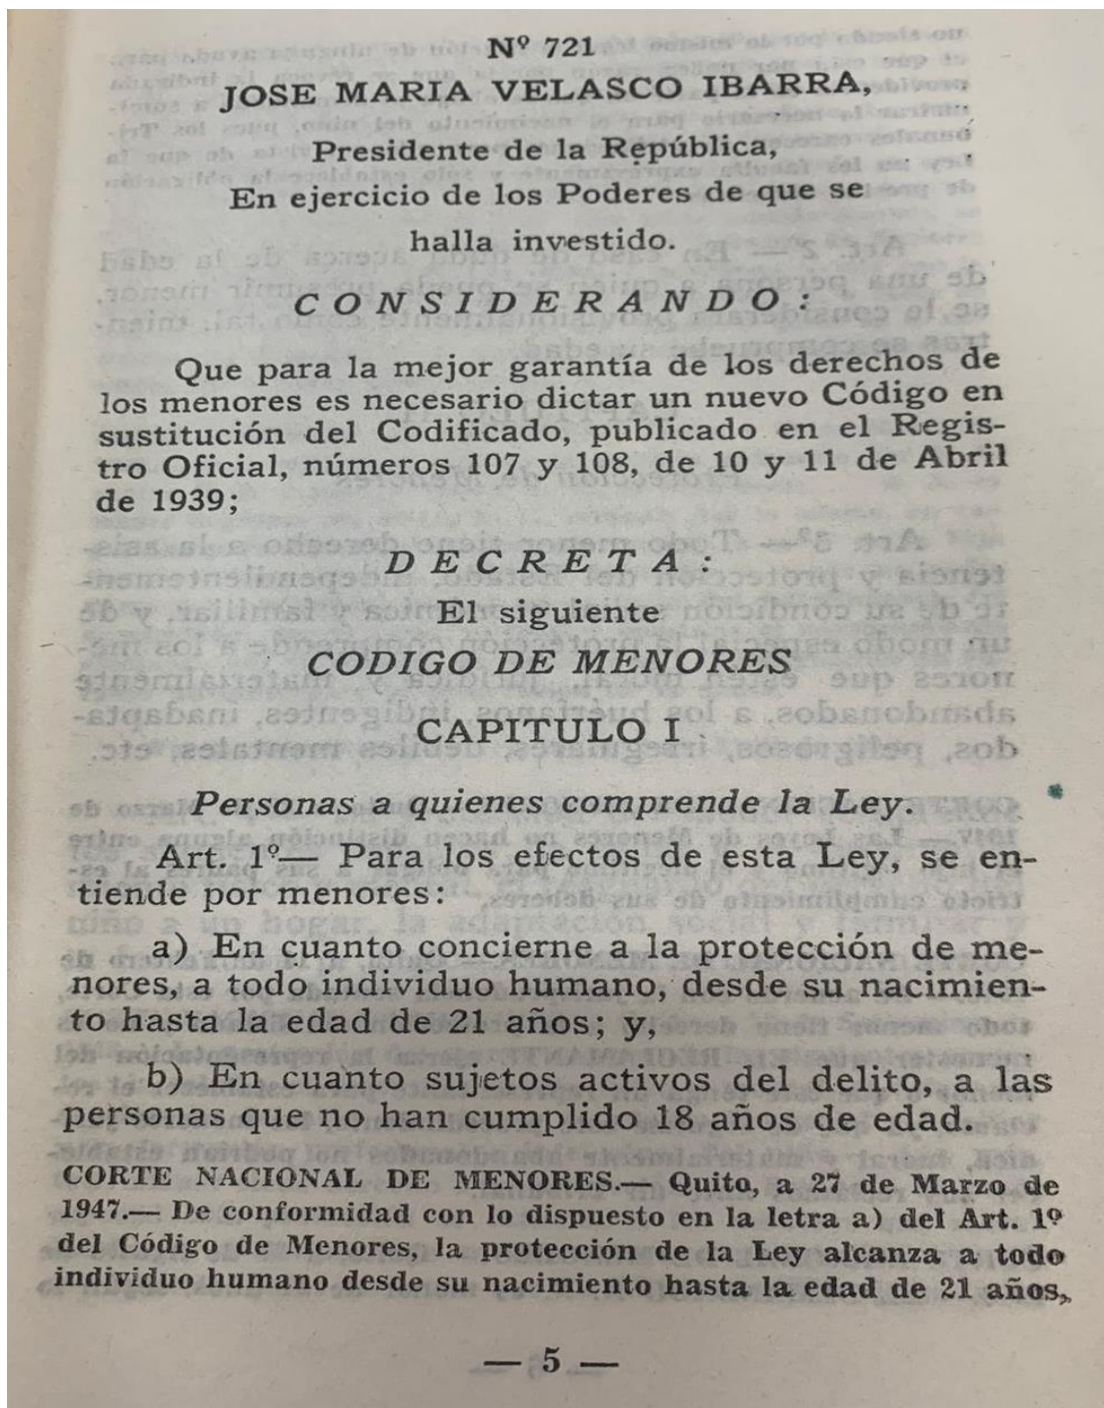 Nº 721
JOSE MARIA VELASCO IBARRA,
Presidente de la República,
En ejercicio de los Poderes de que se
halla investido.
CONSIDERANDO:
Que para la mejor garantía de los derechos de
los menores es necesario dictar un nuevo Código en
sustitución del Codificado, publicado en el Regis-
tro Oficial, números 107 y 108, de 10 y 11 de Abril
de 1939;
DECRETA:
El siguiente
CODIGO DE MENORES
CAPITULO I
Personas a quienes comprende la Ley.
Art. 1º— Para los efectos de esta Ley, se en-
tiende por menores:
a) En cuanto concierne a la protección de me-
nores, a todo individuo humano, desde su nacimien-
to hasta la edad de 21 años; y,
b) En cuanto sujetos activos del delito, a las
personas que no han cumplido 18 años de edad.
CORTE NACIONAL DE MENORES.— Quito, a 27 de Marzo de
1947.— De conformidad con lo dispuesto en la letra a) del Art. 1º
del Código de Menores, la protección de la Ley alcanza a todo
individuo humano desde su nacimiento hasta la edad de 21 años,
— 5 —